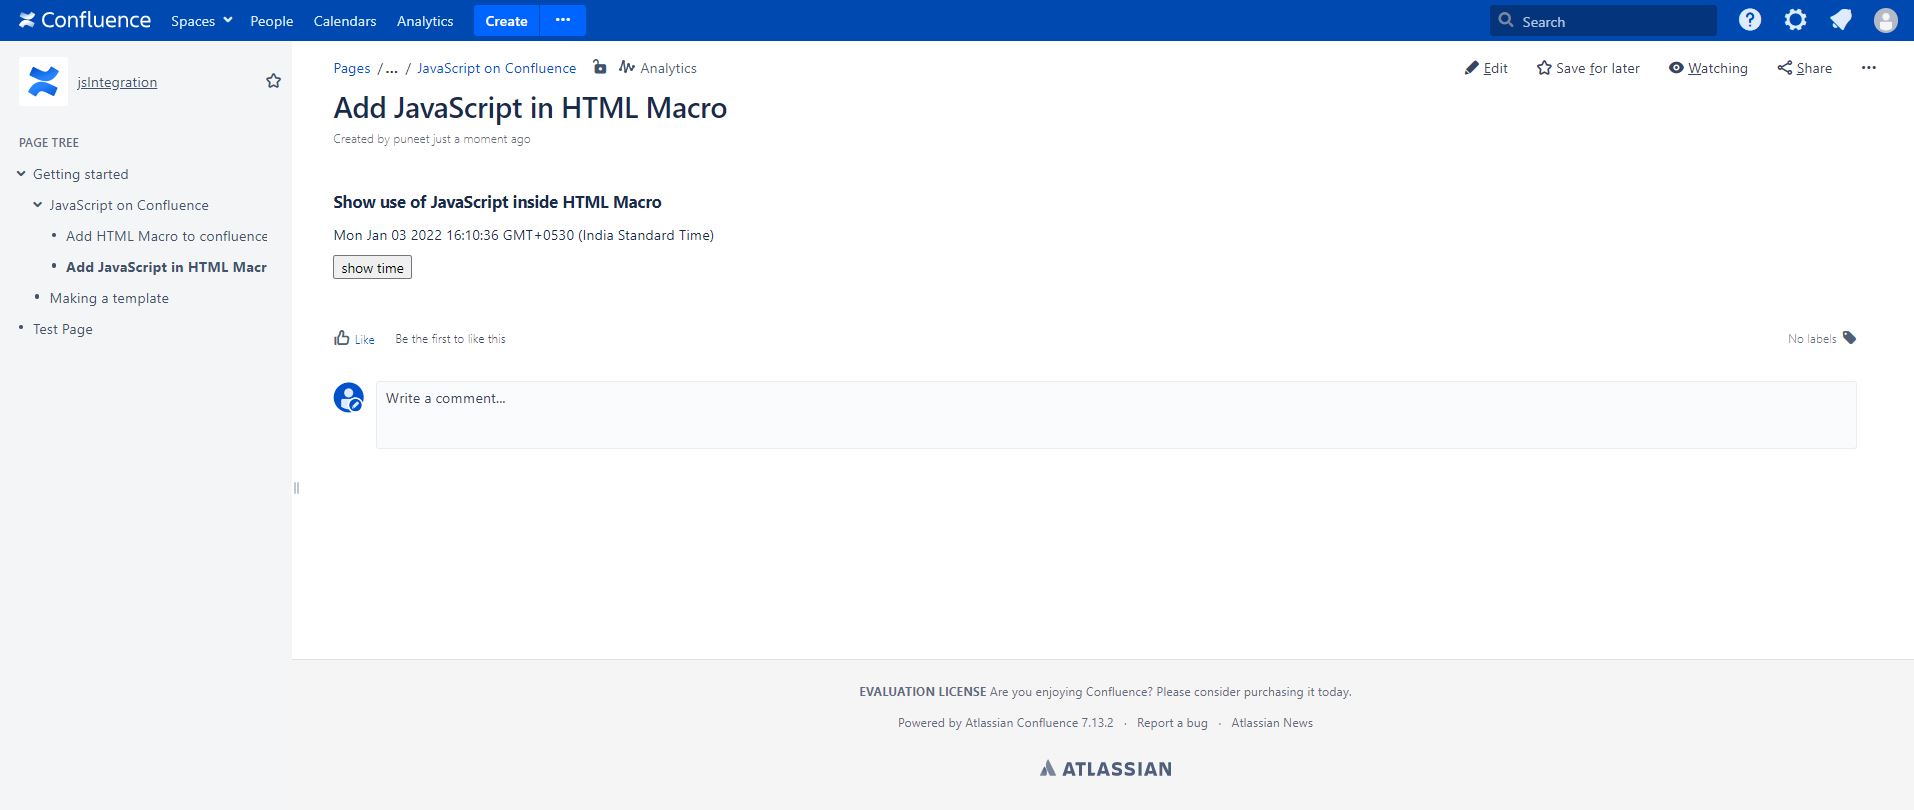 Confluence Spaces People Calendars Analytics Create ··· Search
jsIntegration
PAGE TREE
Getting started
JavaScript on Confluence
Add HTML Macro to confluence
Add JavaScript in HTML Macr
Making a template
Test Page
Pages /... / JavaScript on Confluence Analytics
Edit Save for later Watching Share ···
Add JavaScript in HTML Macro
Created by puneet just a moment ago
Show use of JavaScript inside HTML Macro
Mon Jan 03 2022 16:10:36 GMT+0530 (India Standard Time)
show time
Like Be the first to like this No labels
Write a comment...
EVALUATION LICENSE Are you enjoying Confluence? Please consider purchasing it today.
Powered by Atlassian Confluence 7.13.2 · Report a bug · Atlassian News
ATLASSIAN